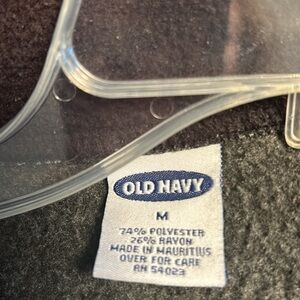 OLD NAVY
M
74% POLYESTER
26% RAYON
MADE IN MAURITIUS
OVER FOR CARE
RN 54023